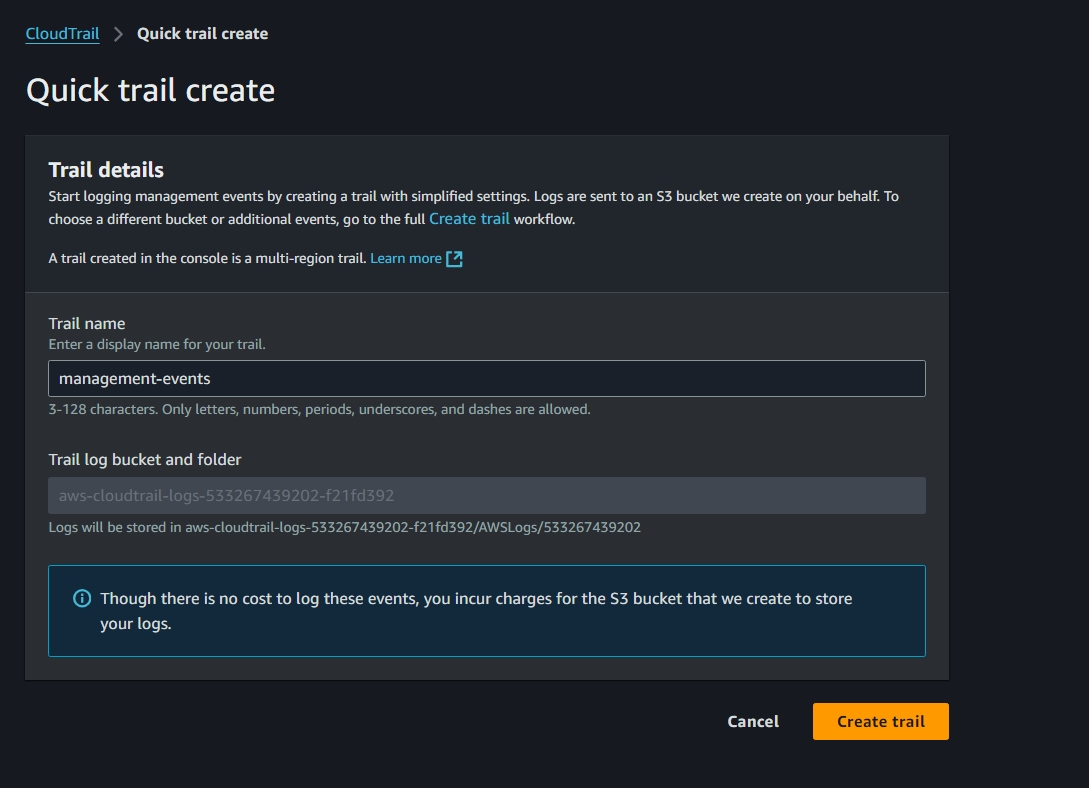 CloudTrail > Quick trail create
Quick trail create
Trail details
Start logging management events by creating a trail with simplified settings. Logs are sent to an S3 bucket we create on your behalf. To
choose a different bucket or additional events, go to the full Create trail workflow.
A trail created in the console is a multi-region trail. Learn more
Trail name
Enter a display name for your trail.
management-events
3-128 characters. Only letters, numbers, periods, underscores, and dashes are allowed.
Trail log bucket and folder
aws-cloudtrail-logs-533267439202-f21fd392
Logs will be stored in aws-cloudtrail-logs-533267439202-f21fd392/AWSLogs/533267439202
Though there is no cost to log these events, you incur charges for the S3 bucket that we create to store
your logs.
Cancel Create trail